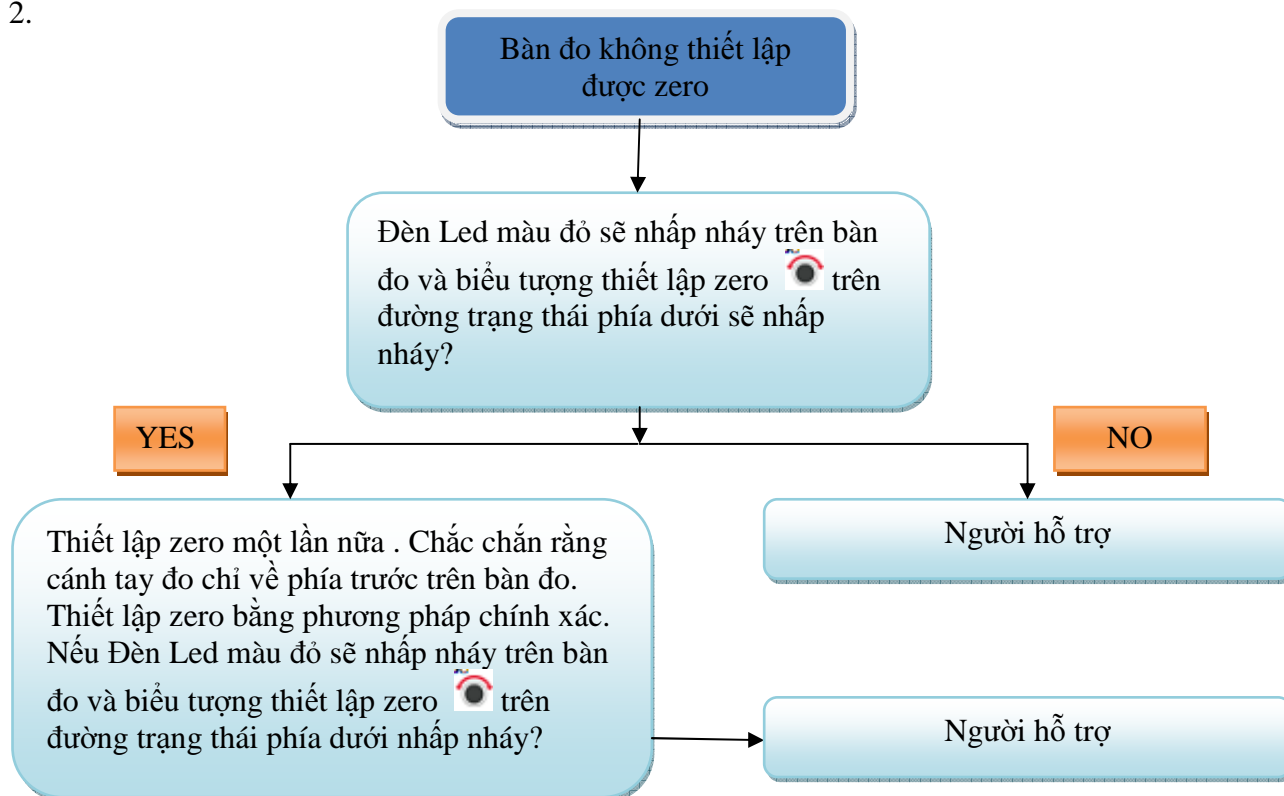 2.
Bàn đo không thiết lập
được zero
Đèn Led màu đỏ sẽ nhấp nháy trên bàn
đo và biểu tượng thiết lập zero trên
đường trạng thái phía dưới sẽ nhấp
nháy?
YES
NO
Thiết lập zero một lần nữa . Chắc chắn rằng
cánh tay đo chỉ về phía trước trên bàn đo.
Thiết lập zero bằng phương pháp chính xác.
Nếu Đèn Led màu đỏ sẽ nhấp nháy trên bàn
đo và biểu tượng thiết lập zero trên
đường trạng thái phía dưới nhấp nháy?
Người hỗ trợ
Người hỗ trợ